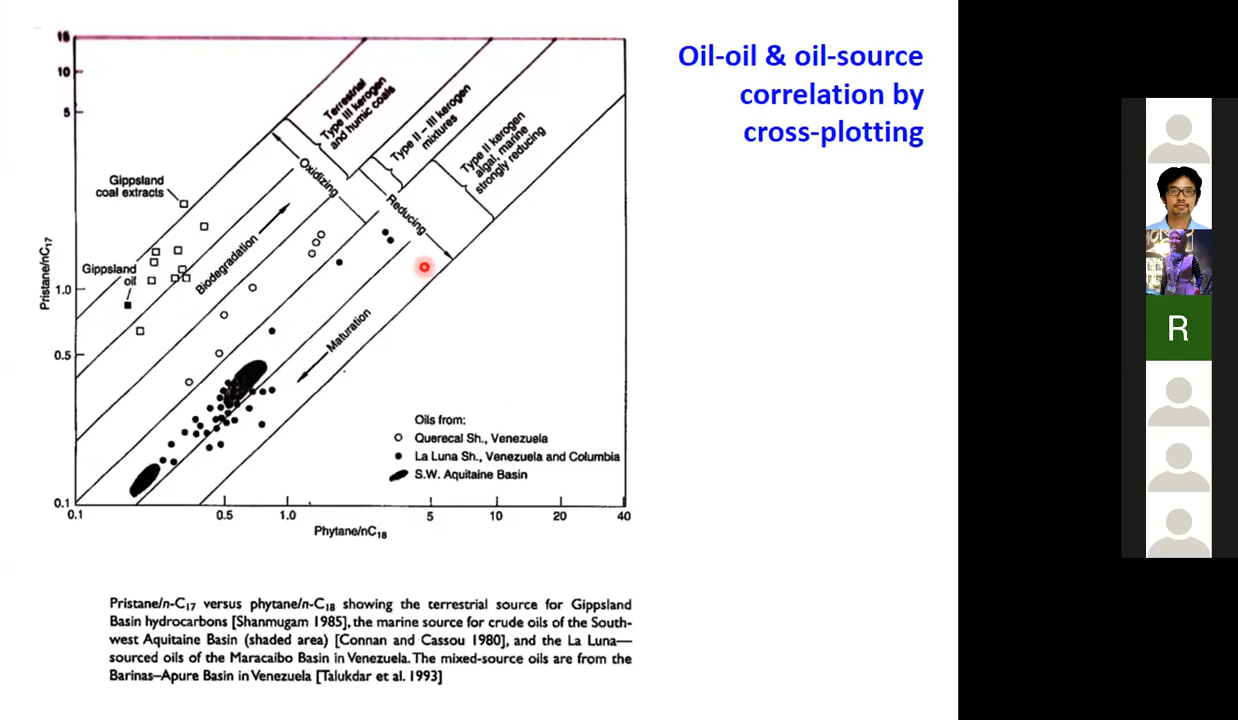 Oil-oil & oil-source
correlation by
cross-plotting
15
10
5
1.0
0.5
0.1
Pristane/nC17
Terrestrial
Type III kerogen
and humic coals
Type II – III kerogen
mixtures
Type II kerogen
algal, marine
strongly reducing
Oxidizing
Reducing
Gippsland
coal extracts
Gippsland
oil
Biodegradation
Maturation
Oils from:
Querecal Sh., Venezuela
La Luna Sh., Venezuela and Columbia
S.W. Aquitaine Basin
0.1 0.5 1.0 5 10 20 40
Phytane/nC18
Pristane/n-C17 versus phytane/n-C18 showing the terrestrial source for Gippsland
Basin hydrocarbons [Shanmugam 1985], the marine source for crude oils of the South-
west Aquitaine Basin (shaded area) [Connan and Cassou 1980], and the La Luna—
sourced oils of the Maracaibo Basin in Venezuela. The mixed-source oils are from the
Barinas–Apure Basin in Venezuela [Talukdar et al. 1993]
R